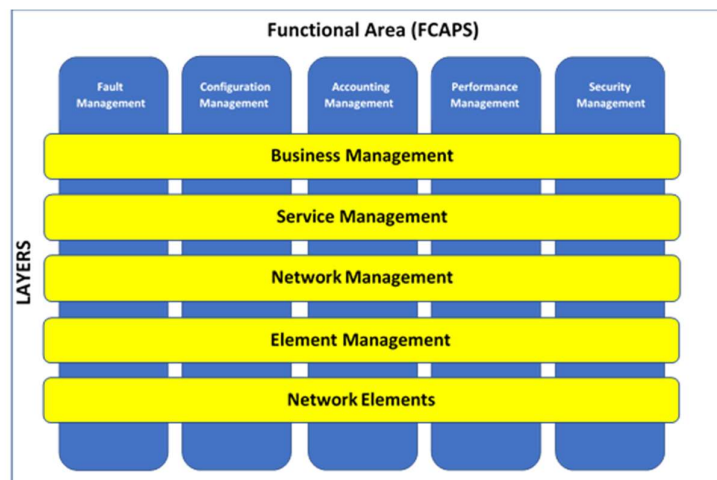 Functional Area (FCAPS)
Fault
Management
Configuration
Management
Accounting
Management
Performance
Management
Security
Management
LAYERS
Business Management
Service Management
Network Management
Element Management
Network Elements